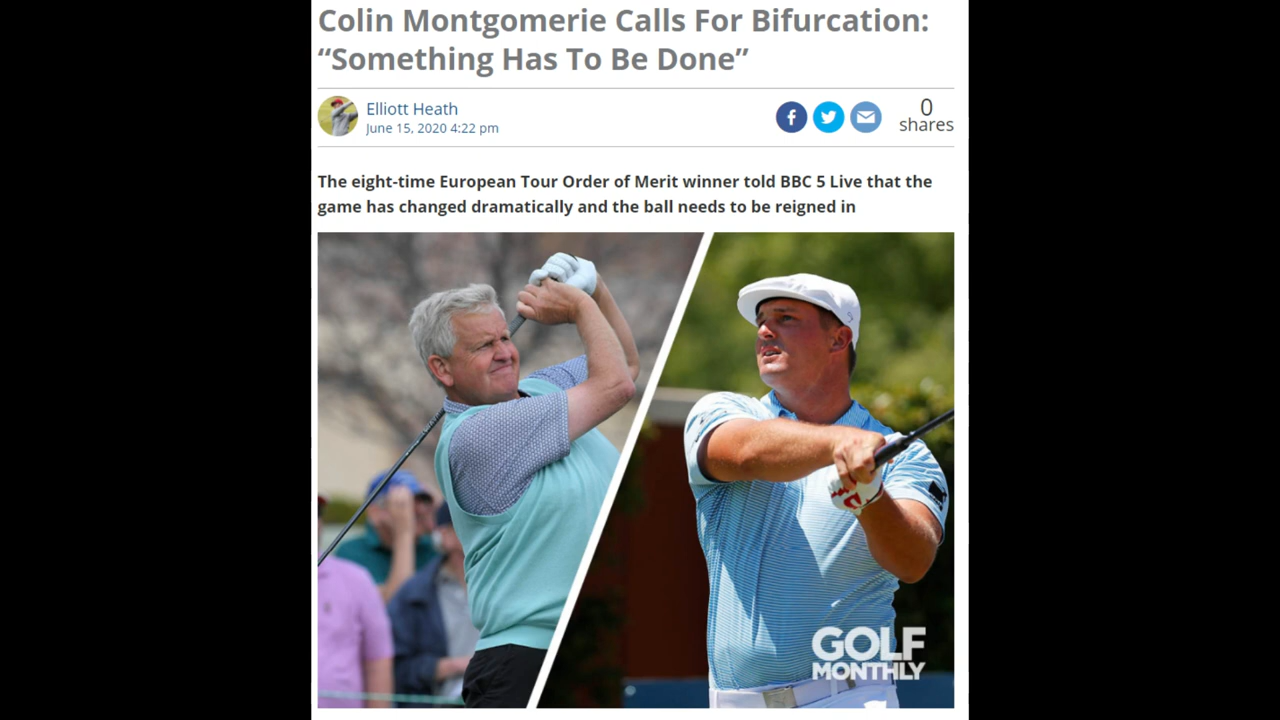 Colin Montgomerie Calls For Bifurcation:
“Something Has To Be Done”
Elliott Heath
June 15, 2020 4:22 pm
0
shares
The eight-time European Tour Order of Merit winner told BBC 5 Live that the
game has changed dramatically and the ball needs to be reigned in
GOLF
MONTHLY